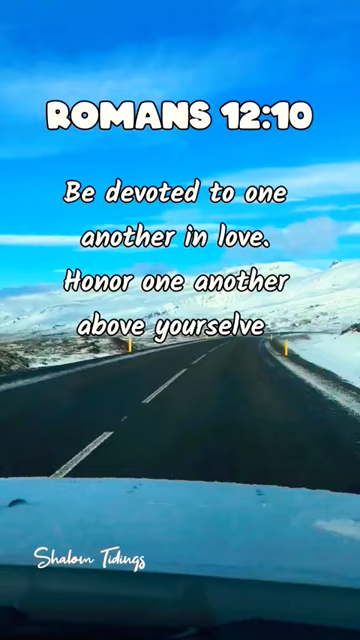 ROMANS 12:10
Be devoted to one
another in love.
Honor one another
above yourselve
Shalom Tidings